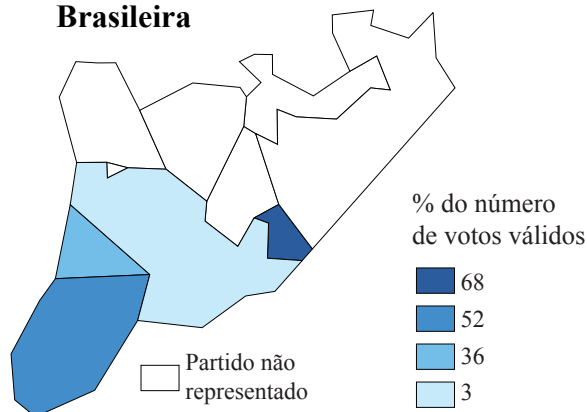 Brasileira
% do número
de votos válidos
68
52
36
3
Partido não
representado